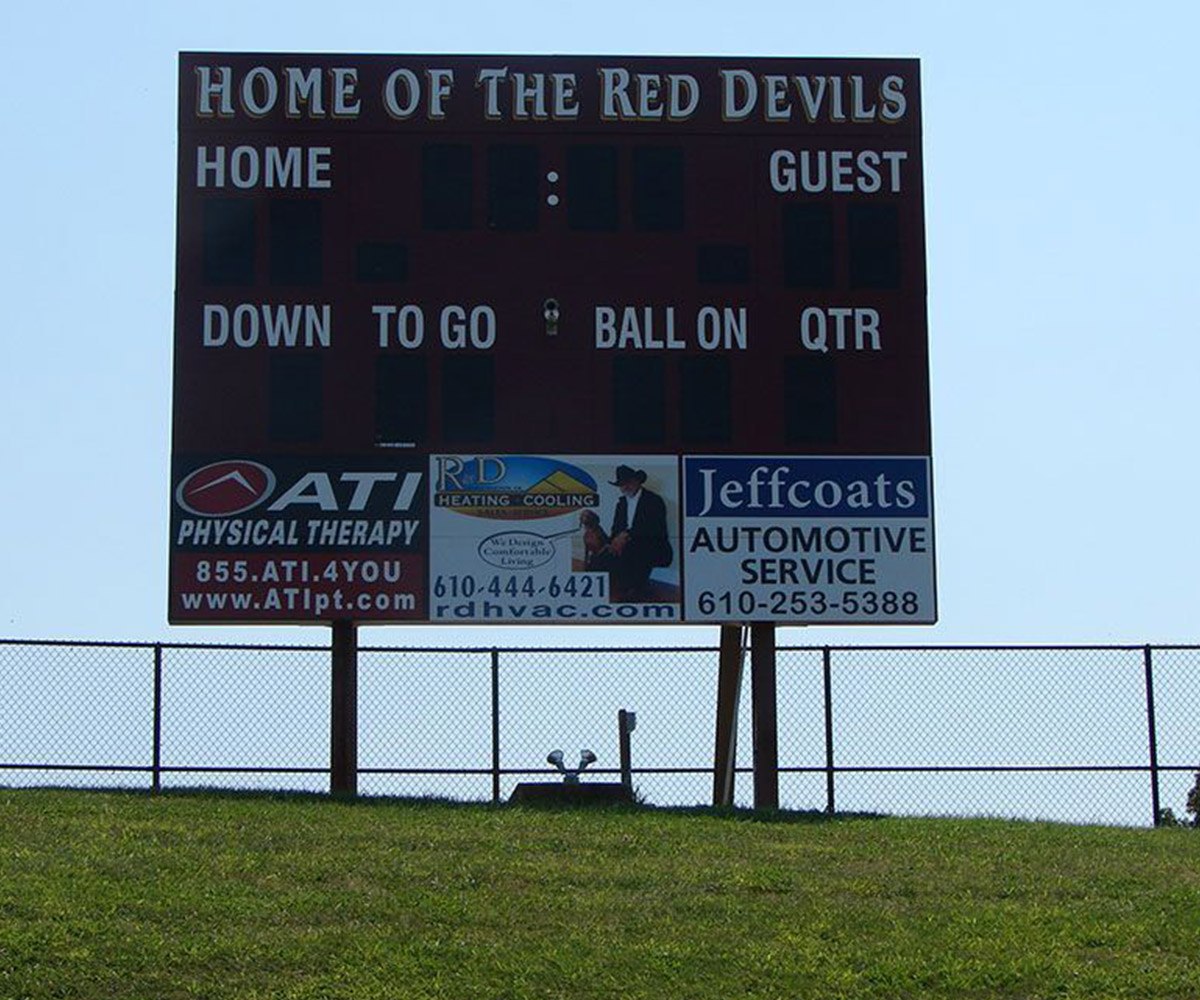 HOME OF THE RED DEVILS
HOME
:
GUEST
DOWN
TO GO
BALL ON
QTR
ATI
PHYSICAL THERAPY
855.ATI.4YOU
www.ATIpt.com
R&D
HEATING COOLING
We Design
Comfortable
Living
610-444-6421
rdhvac.com
Jeffcoats
AUTOMOTIVE
SERVICE
610-253-5388